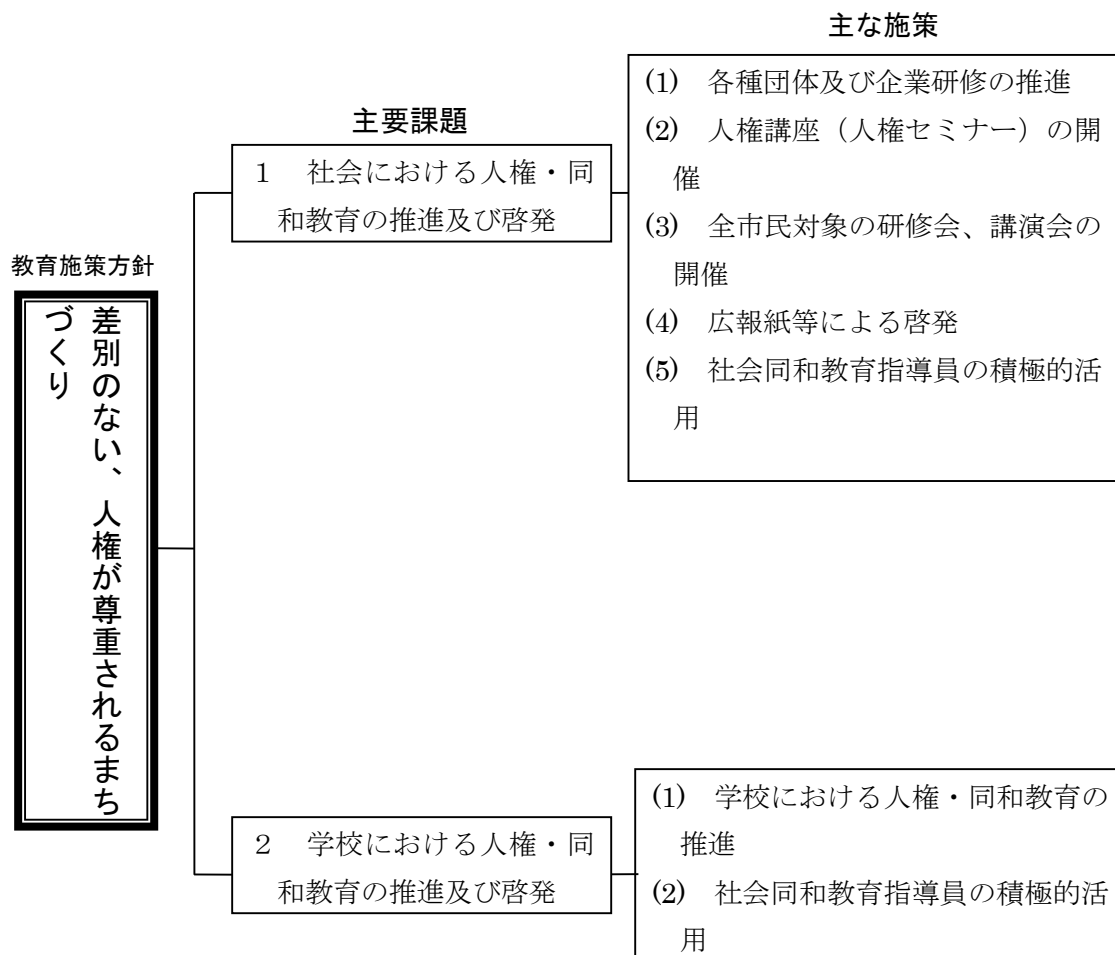 主な施策
主要課題
教育施策方針
差別のない、人権が尊重されるまち
づくり
1　社会における人権・同
和教育の推進及び啓発
(1)　各種団体及び企業研修の推進
(2)　人権講座（人権セミナー）の開
催
(3)　全市民対象の研修会、講演会の
開催
(4)　広報紙等による啓発
(5)　社会同和教育指導員の積極的活
用
2　学校における人権・同
和教育の推進及び啓発
(1)　学校における人権・同和教育の
推進
(2)　社会同和教育指導員の積極的活
用